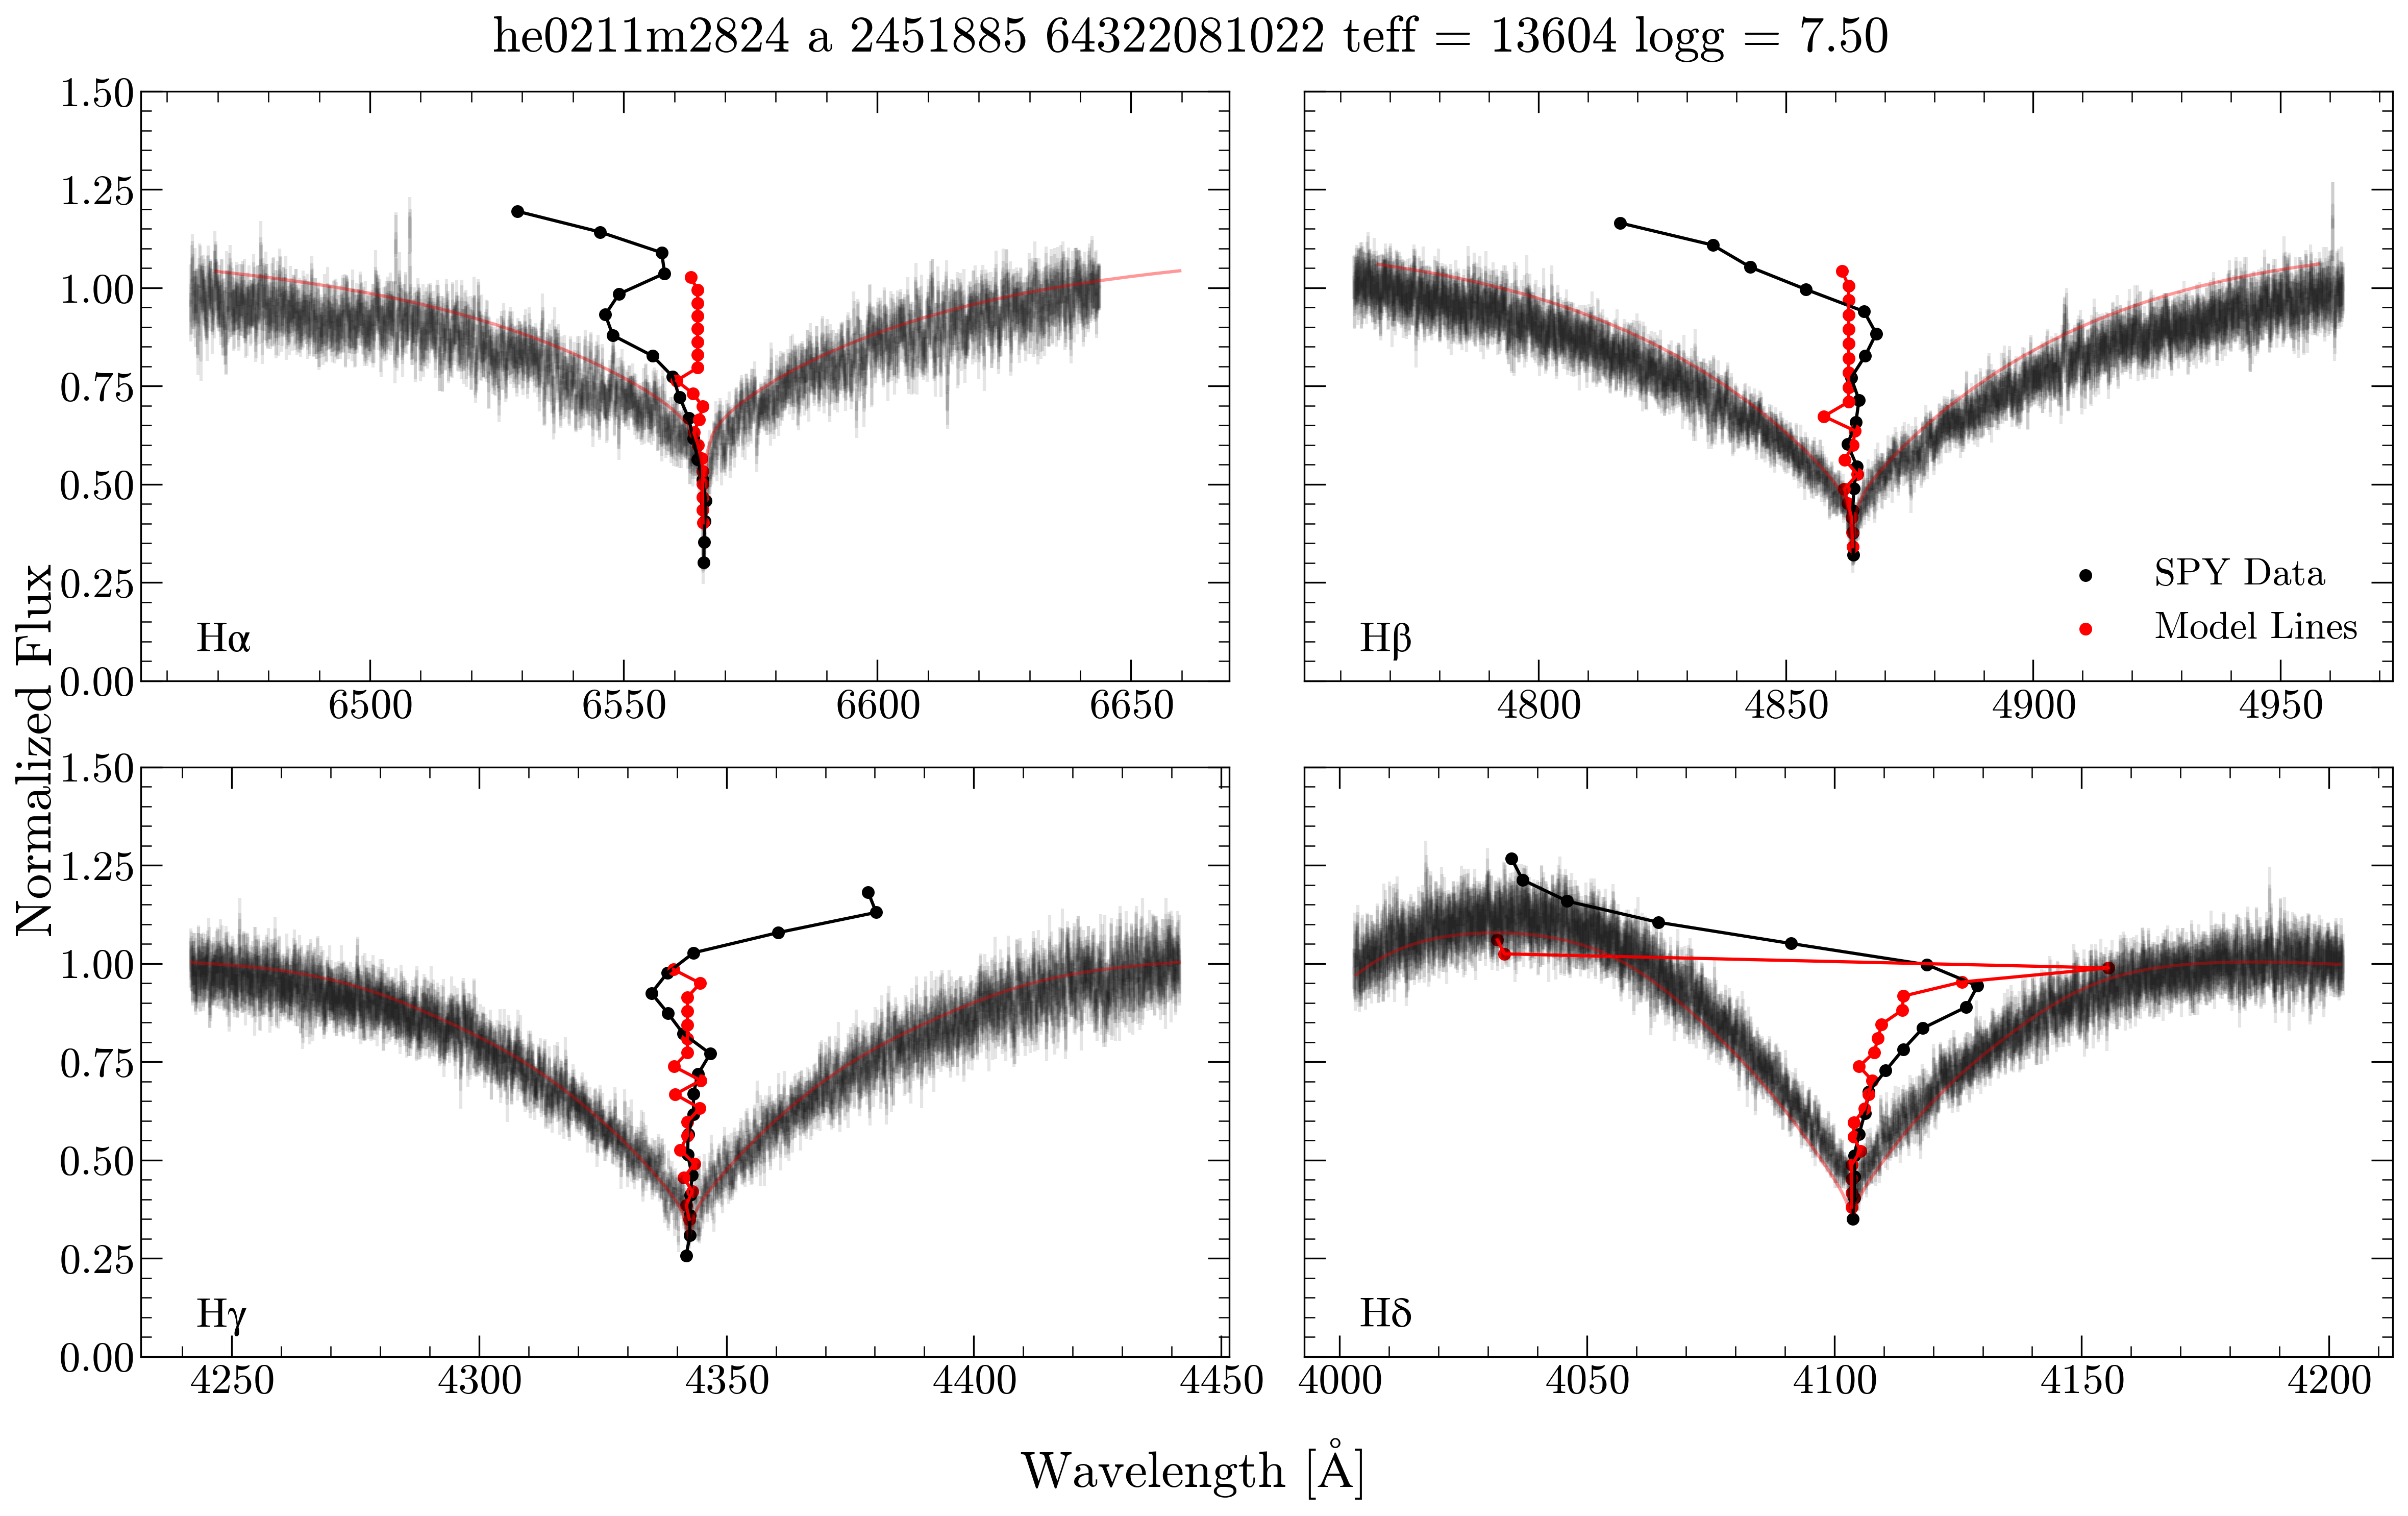 he0211m2824 a 2451885 64322081022 teff = 13604 logg = 7.50
Normalized Flux
1.50
1.25
1.00
0.75
0.50
0.25
0.00
Hα
6500 6550 6600 6650
Hβ
SPY Data
Model Lines
4800 4850 4900 4950
1.50
1.25
1.00
0.75
0.50
0.25
0.00
Hγ
4250 4300 4350 4400 4450
Hδ
4000 4050 4100 4150 4200
Wavelength [Å]